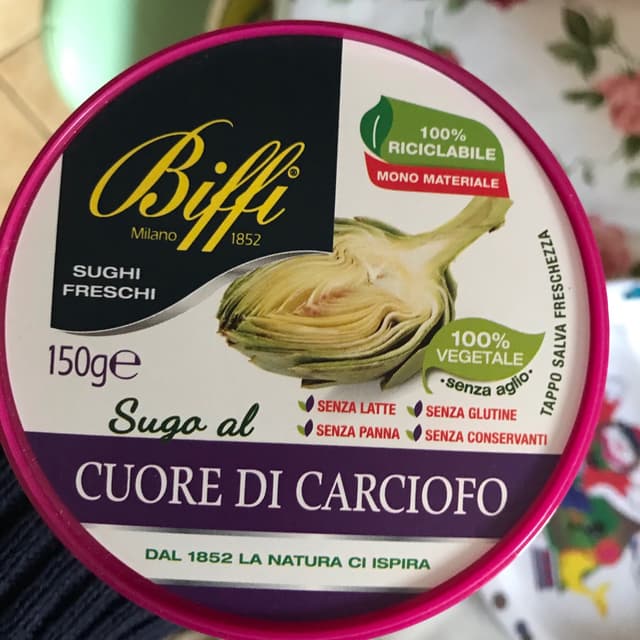 Biffi®
Milano 1852
SUGHI
FRESCHI
100%
RICICLABILE
MONO MATERIALE
150g℮
100%
VEGETALE
•senza aglio•
TAPPO SALVA FRESCHEZZA
SENZA LATTE
SENZA GLUTINE
SENZA PANNA
SENZA CONSERVANTI
Sugo al
CUORE DI CARCIOFO
DAL 1852 LA NATURA CI ISPIRA